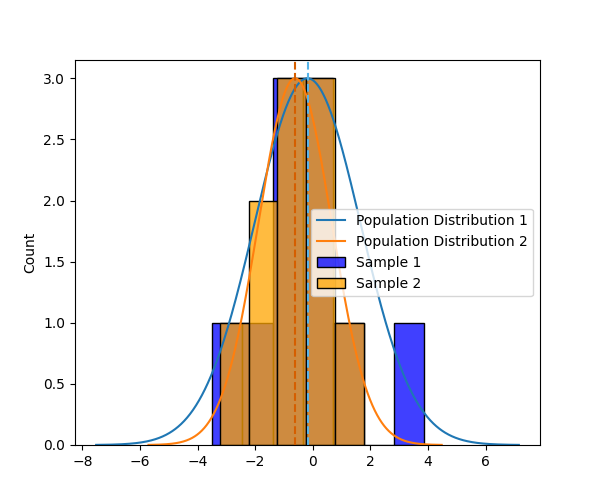 3.0
2.5
2.0
1.5
1.0
0.5
0.0
Count
Population Distribution 1
Population Distribution 2
Sample 1
Sample 2
−8 −6 −4 −2 0 2 4 6